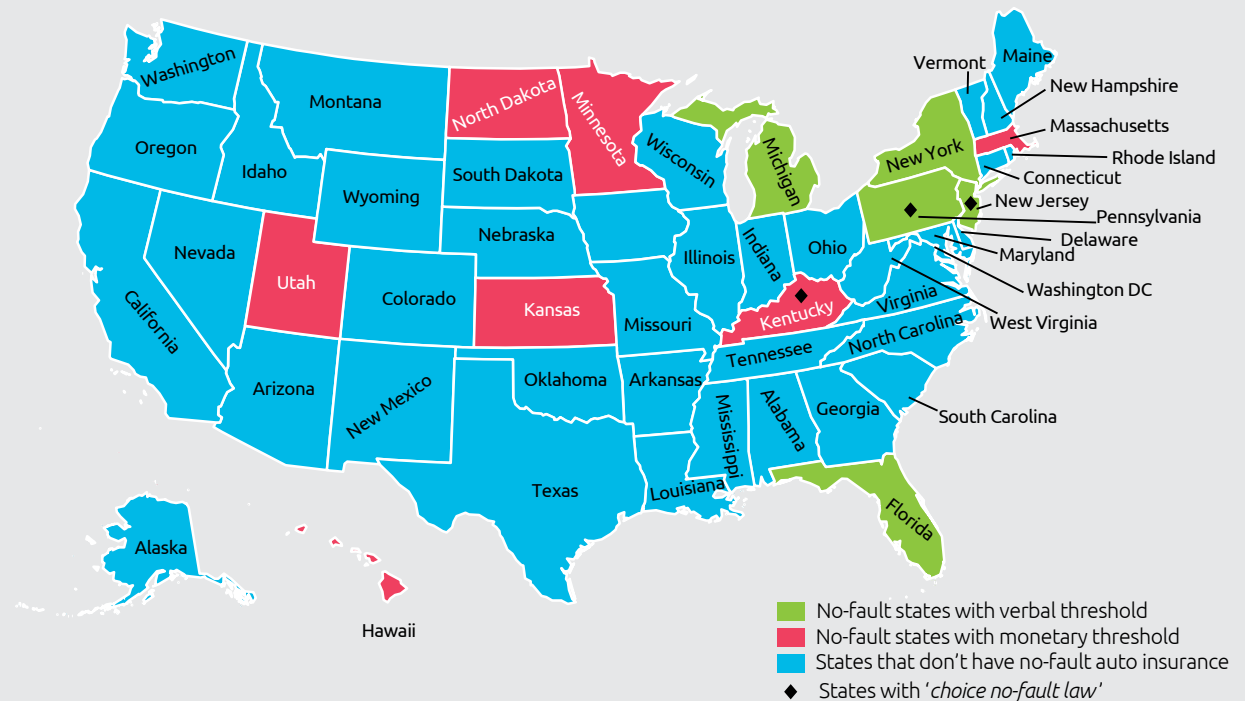 Washington
Montana
North Dakota
Minnesota
Vermont
Maine
New Hampshire
Massachusetts
Rhode Island
Connecticut
New Jersey
Pennsylvania
Delaware
Maryland
Washington DC
West Virginia
Oregon
Idaho
Wyoming
South Dakota
Wisconsin
Michigan
New York
Nevada
Utah
Colorado
Nebraska
Kansas
Illinois
Indiana
Ohio
California
Missouri
Kentucky
Virginia
North Carolina
Tennessee
Arizona
New Mexico
Oklahoma
Arkansas
Mississippi
Alabama
Georgia
South Carolina
Texas
Louisiana
Florida
Alaska
Hawaii
No-fault states with verbal threshold
No-fault states with monetary threshold
States that don't have no-fault auto insurance
States with ‘choice no-fault law’